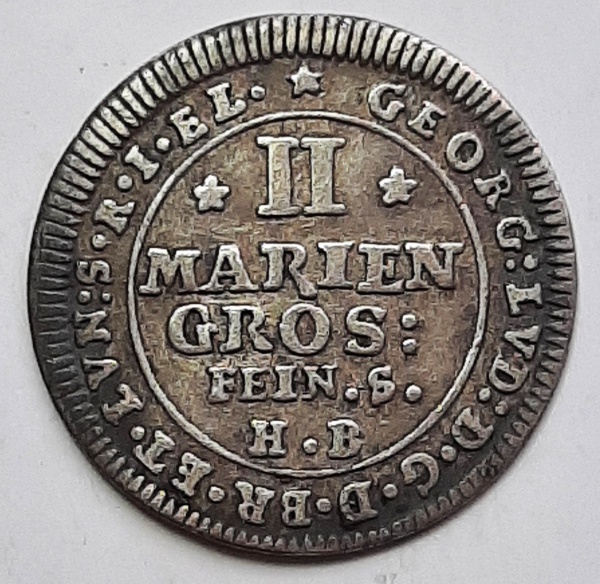 GEORG:LVD:D.G.D.BR.ET.LVN:S.R.I.EL.
II
MARIEN
GROS:
FEIN.S.
H.B